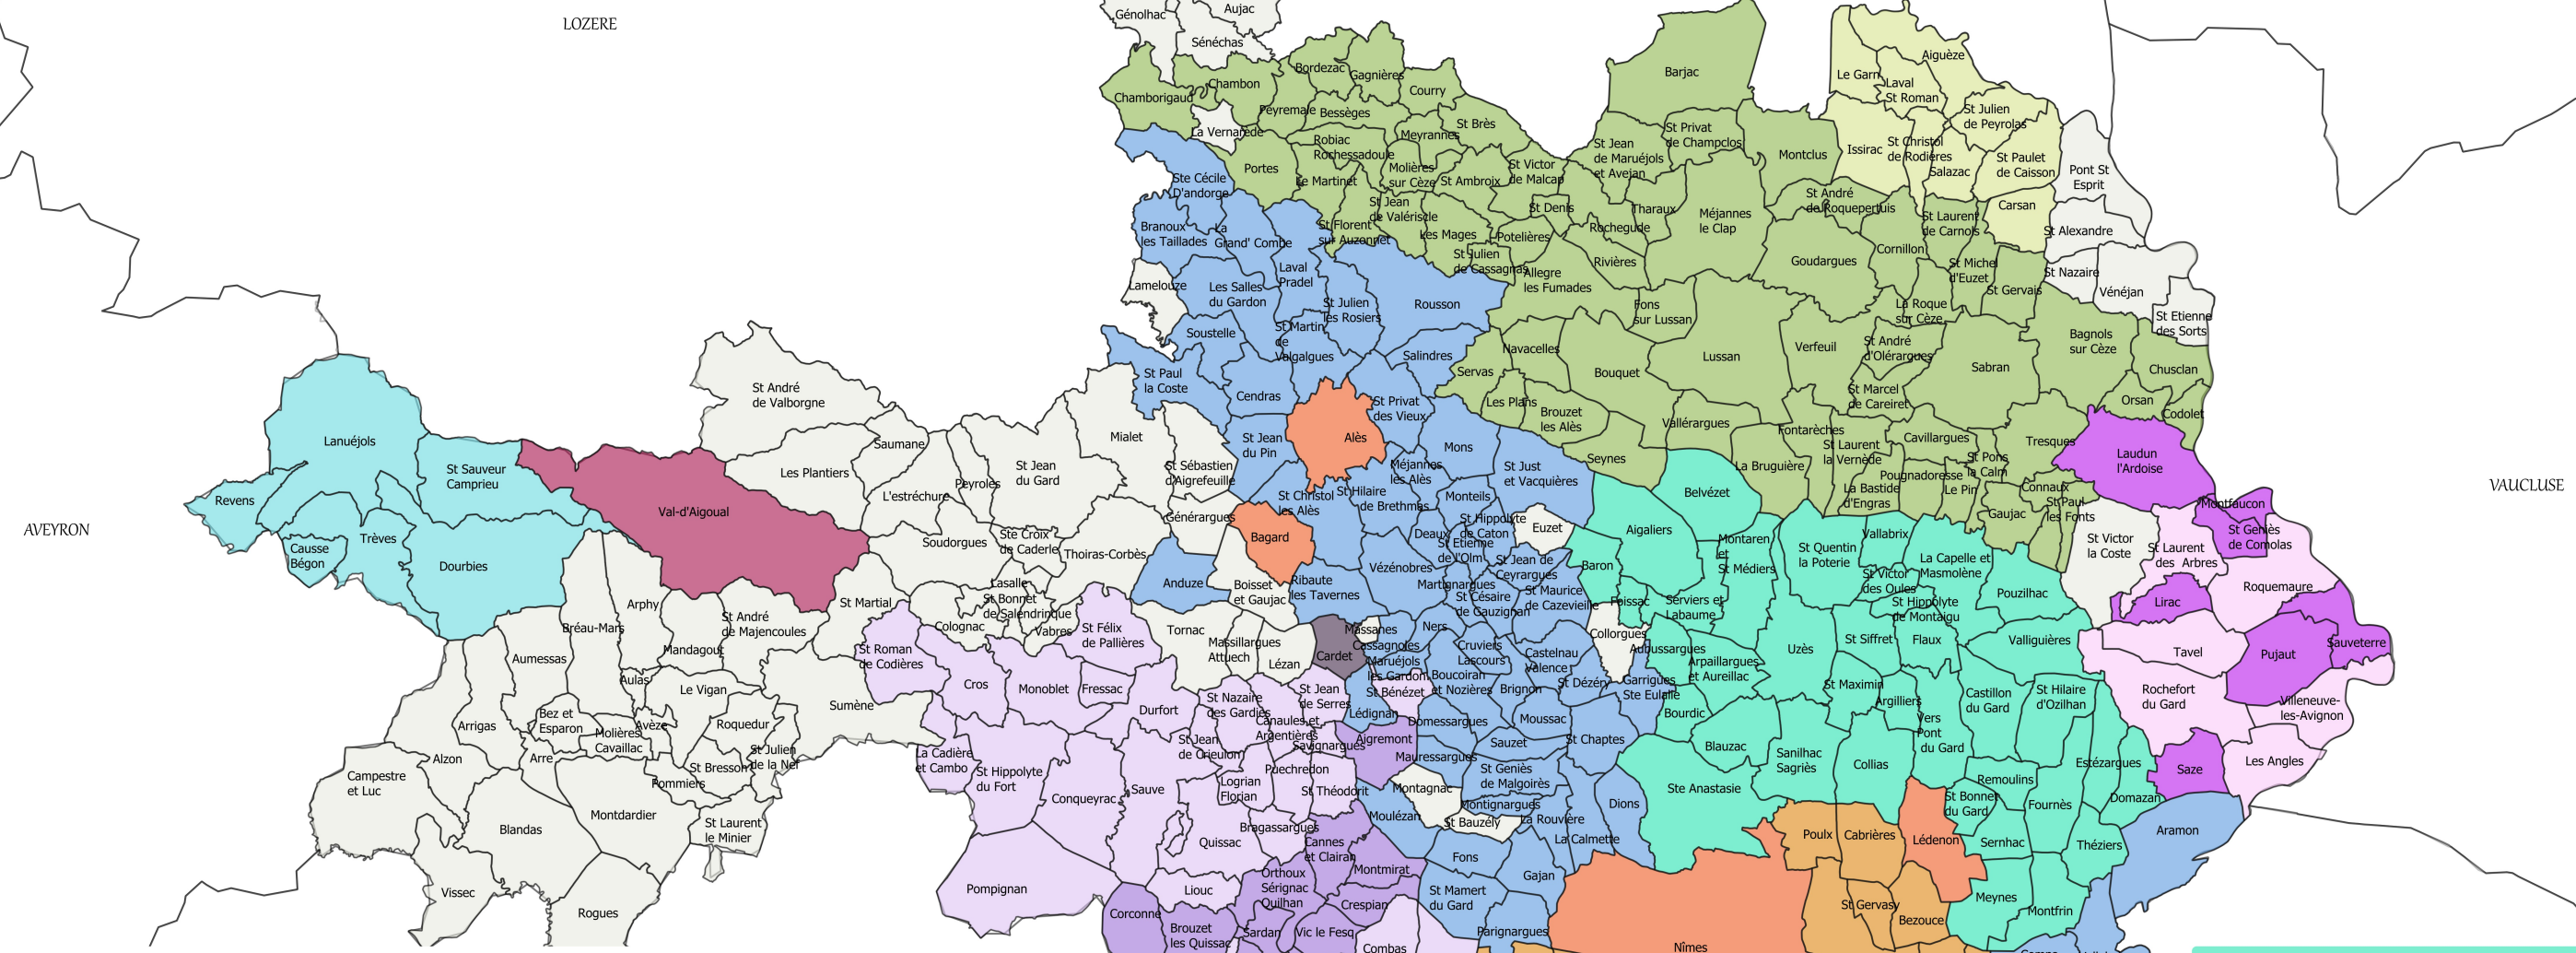 LOZERE
Génolhac
Aujac
Sénéchas
Chamborigaud
Chambon
Bordezac
Gagnières
Courry
Peyremale
Bessèges
La Vernarède
Robiac
Rochessadoule
Meyrannes
St Brès
Portes
Le Martinet
Molières
sur Cèze
St Ambroix
St Victor
de Malcap
St Jean
de Maruéjols
et Avejan
Barjac
St Privat
de Champclos
Montclus
Le Garn
Aiguèze
Laval
St Roman
St Julien
de Peyrolas
Issirac
St Christol
de Rodières
Salazac
St Paulet
de Caisson
Pont St
Esprit
Carsan
St Alexandre
St Nazaire
Vénéjan
St Etienne
des Sorts
Ste Cécile
D'andorge
Branoux
les Taillades
La
Grand' Combe
St Florent
sur Auzonnet
St Jean
de Valériscle
Les Mages
St Julien
de Cassagnas
Potelières
St Denis
Rochegude
Tharaux
Méjannes
le Clap
Rivières
Allegre
les Fumades
Fons
sur Lussan
St André
de Roquepertuis
Goudargues
Cornillon
St Laurent
de Carnols
St Michel
d'Euzet
St Gervais
La Roque
sur Cèze
Lamelouze
Les Salles
du Gardon
Laval
Pradel
St Julien
les Rosiers
Rousson
Soustelle
St Martin
de
Valgalgues
Salindres
St Paul
la Coste
Cendras
Servas
Navacelles
Bouquet
Lussan
Verfeuil
St André
d'Olérargues
Sabran
Bagnols
sur Cèze
Chusclan
Orsan
Codolet
St Marcel
de Careiret
Les Plans
Brouzet
les Alès
Vallérargues
Seynes
La Bruguière
Fontarèches
St Laurent
la Vernède
Cavillargues
Pougnadoresse
La Bastide
d'Engras
Le Pin
St Pons
la Calm
Tresques
Connaux
Gaujac
St Paul
les Fonts
Laudun
l'Ardoise
VAUCLUSE
AVEYRON
Lanuéjols
Revens
St Sauveur
Camprieu
Causse
Bégon
Trèves
Dourbies
Val-d'Aigoual
St André
de Valborgne
Les Plantiers
Saumane
L'estréchure
Peyroles
St Jean
du Gard
Mialet
St Sébastien
d'Aigrefeuille
Générargues
Soudorgues
Ste Croix
de Caderle
Thoiras-Corbès
Lasalle
St Bonnet
de Salendrinque
Colognac
Vabres
St Félix
de Pallières
Anduze
Bagard
Boisset
et Gaujac
Tornac
Massillargues
Attuech
Lézan
St Jean
du Pin
Alès
St Privat
des Vieux
St Christol
les Alès
St Hilaire
de Brethmas
Méjannes
les Alès
Mons
Monteils
St Just
et Vacquières
Euzet
St Hippolyte
de Caton
Deaux
St Etienne
de l'Olm
St Jean de
Ceyrargues
Vézénobres
Martignargues
St Césaire
de Gauzignan
St Maurice
de Cazevieille
Ribaute
les Tavernes
Massanes
Cardet
Cassagnoles
Maruéjols
les Gardon
Ners
Cruviers
Lascours
Boucoiran
et Nozières
Castelnau
Valence
Brignon
St Dézéry
Collorgues
Garrigues
Ste Eulalie
Aubussargues
St Bénézet
Lédignan
Domessargues
Moussac
Sauzet
St Chaptes
Aigremont
Mauressargues
Montagnac
St Geniès
de Malgoirès
Montignargues
St Bauzély
La Rouvière
Dions
La Calmette
Moulézan
Fons
Gajan
St Mamert
du Gard
Parignargues
Belvézet
Aigaliers
Baron
Foissac
Serviers et
Labaume
Montaren
et
St Médiers
St Quentin
la Poterie
Vallabrix
La Capelle et
Masmolène
St Victor
des Oules
St Hippolyte
de Montaigu
Pouzilhac
Valliguières
Flaux
St Siffret
Uzès
Arpaillargues
et Aureillac
St Maximin
Argilliers
Vers
Pont
du Gard
Castillon
du Gard
St Hilaire
d'Ozilhan
Bourdic
Blauzac
Sanilhac
Sagriès
Collias
Ste Anastasie
Remoulins
St Bonnet
du Gard
Fournès
Estézargues
Domazan
Théziers
Sernhac
Meynes
Montfrin
Aramon
St Victor
la Coste
St Laurent
des Arbres
Montfaucon
St Geniès
de Comolas
Roquemaure
Lirac
Tavel
Pujaut
Sauveterre
Rochefort
du Gard
Villeneuve-
les-Avignon
Saze
Les Angles
Poulx
Cabrières
Lédenon
St Gervasy
Bezouce
Nîmes
Arphy
Bréau-Mars
Aumessas
Mandagout
St André
de Majencoules
St Martial
Aulas
Le Vigan
Sumène
Arrigas
Bez et
Esparon
Molières
Cavaillac
Avèze
Roquedur
Alzon
Arre
St Bresson
St Julien
de la Nef
Pommiers
Campestre
et Luc
Blandas
Montdardier
St Laurent
le Minier
Vissec
Rogues
St Roman
de Codières
Cros
Monoblet
Fressac
Durfort
La Cadière
et Cambo
St Hippolyte
du Fort
Conqueyrac
Sauve
Pompignan
St Nazaire
des Gardies
St Jean
de Serres
Canaules et
Argentières
Savignargues
St Jean
de Crieulon
Puechredon
Logrian
Florian
St Théodorit
Bragassargues
Quissac
Liouc
Cannes
et Clairan
Montmirat
Orthoux
Sérignac
Quilhan
Crespian
Corconne
Brouzet
les Quissac
Sardan
Vic le Fesq
Combas